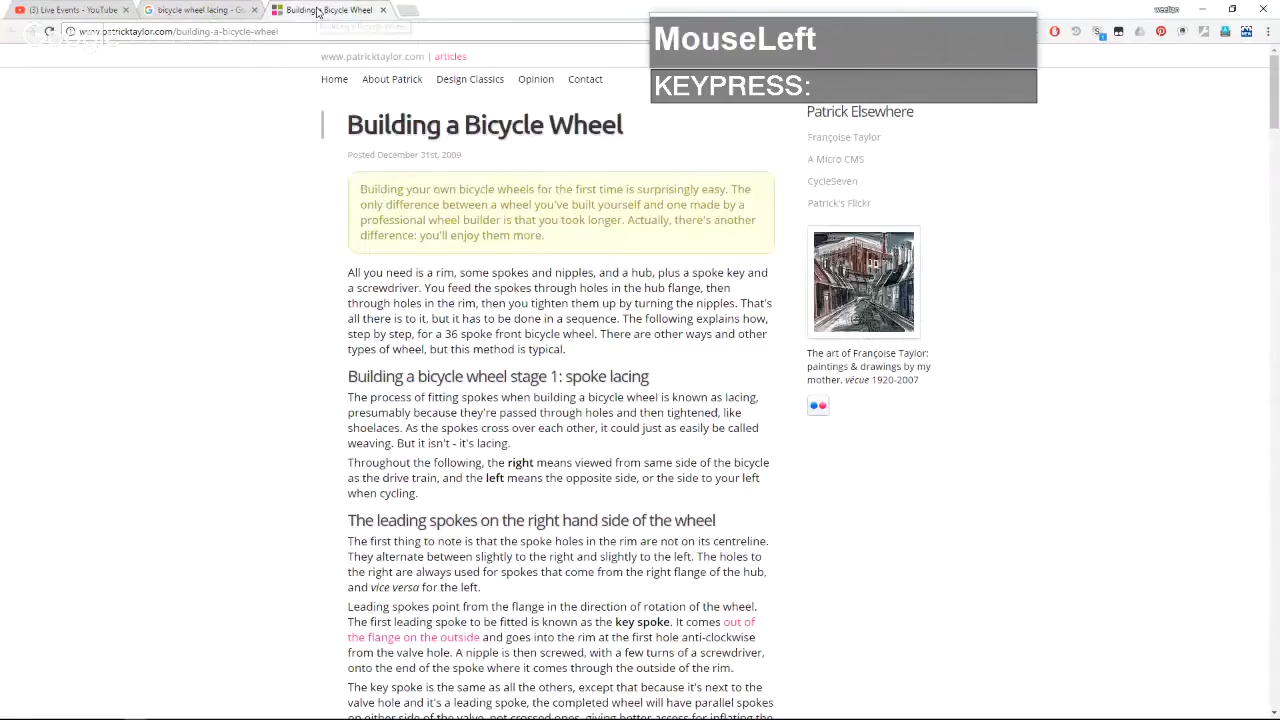 (5) Live Events - YouTube
bicycle wheel lacing - G
Building a Bicycle Wheel
weelian
www.patricktaylor.com/building-a-bicycle-wheel
Building a Bicycle Wheel
Google
MouseLeft
KEYPRESS:
www.patricktaylor.com | articles
Home About Patrick Design Classics Opinion Contact
Building a Bicycle Wheel
Posted December 31st, 2009
Building your own bicycle wheels for the first time is surprisingly easy. The
only difference between a wheel you've built yourself and one made by a
professional wheel builder is that you took longer. Actually, there's another
difference: you'll enjoy them more.
All you need is a rim, some spokes and nipples, and a hub, plus a spoke key and
a screwdriver. You feed the spokes through holes in the hub flange, then
through holes in the rim, then you tighten them up by turning the nipples. That's
all there is to it, but it has to be done in a sequence. The following explains how,
step by step, for a 36 spoke front bicycle wheel. There are other ways and other
types of wheel, but this method is typical.
Building a bicycle wheel stage 1: spoke lacing
The process of fitting spokes when building a bicycle wheel is known as lacing,
presumably because they're passed through holes and then tightened, like
shoelaces. As the spokes cross over each other, it could just as easily be called
weaving. But it isn't - it's lacing.
Throughout the following, the right means viewed from same side of the bicycle
as the drive train, and the left means the opposite side, or the side to your left
when cycling.
The leading spokes on the right hand side of the wheel
The first thing to note is that the spoke holes in the rim are not on its centreline.
They alternate between slightly to the right and slightly to the left. The holes to
the right are always used for spokes that come from the right flange of the hub,
and vice versa for the left.
Leading spokes point from the flange in the direction of rotation of the wheel.
The first leading spoke to be fitted is known as the key spoke. It comes out of
the flange on the outside and goes into the rim at the first hole anti-clockwise
from the valve hole. A nipple is then screwed, with a few turns of a screwdriver,
onto the end of the spoke where it comes through the outside of the rim.
The key spoke is the same as all the others, except that because it's next to the
valve hole and it's a leading spoke, the completed wheel will have parallel spokes
on either side of the valve, not crossed ones, giving better access for inflating the
Patrick Elsewhere
Françoise Taylor
A Micro CMS
CycleSeven
Patrick's Flickr
The art of Françoise Taylor:
paintings & drawings by my
mother, vécue 1920-2007